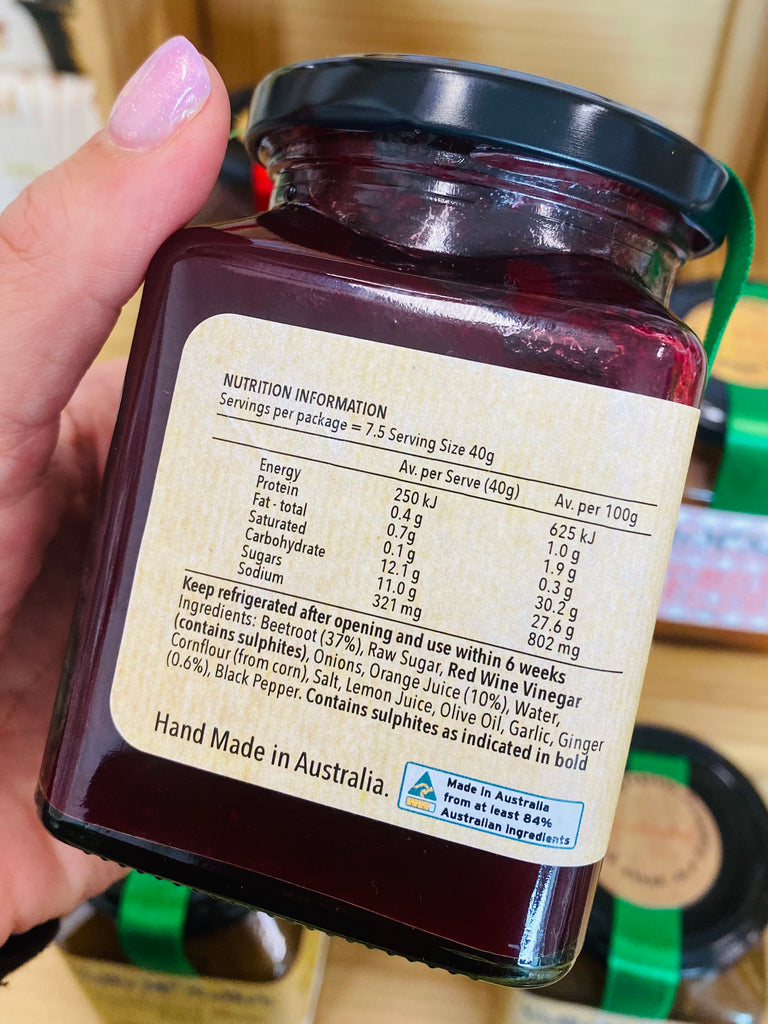 NUTRITION INFORMATION
Servings per package = 7.5 Serving Size 40g
Av. per Serve (40g) Av. per 100g
Energy 250 kJ 625 kJ
Protein 0.4 g 1.0 g
Fat - total 0.7g 1.9 g
Saturated 0.1 g 0.3 g
Carbohydrate 12.1 g 30.2 g
Sugars 11.0 g 27.6 g
Sodium 321 mg 802 mg
Keep refrigerated after opening and use within 6 weeks
Ingredients: Beetroot (37%), Raw Sugar, Red Wine Vinegar
(contains sulphites), Onions, Orange Juice (10%), Water,
Cornflour (from corn), Salt, Lemon Juice, Olive Oil, Garlic, Ginger
(0.6%), Black Pepper. Contains sulphites as indicated in bold
Hand Made in Australia.
Made in Australia
from at least 84%
Australian ingredients